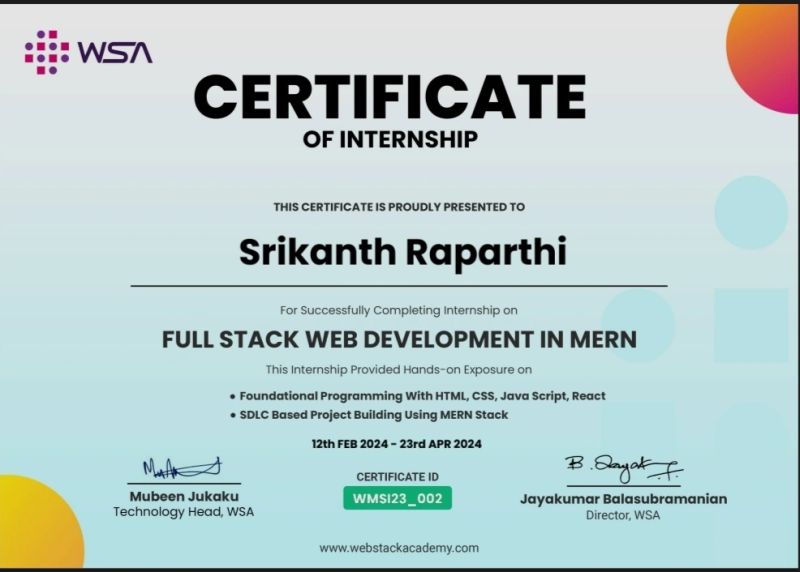 WSA
CERTIFICATE
OF INTERNSHIP
THIS CERTIFICATE IS PROUDLY PRESENTED TO
Srikanth Raparthi
For Successfully Completing Internship on
FULL STACK WEB DEVELOPMENT IN MERN
This Internship Provided Hands-on Exposure on
• Foundational Programming With HTML, CSS, Java Script, React
• SDLC Based Project Building Using MERN Stack
12th FEB 2024 - 23rd APR 2024
Mubeen Jukaku
Technology Head, WSA
CERTIFICATE ID
WMSI23_002
Jayakumar Balasubramanian
Director, WSA
www.webstackacademy.com